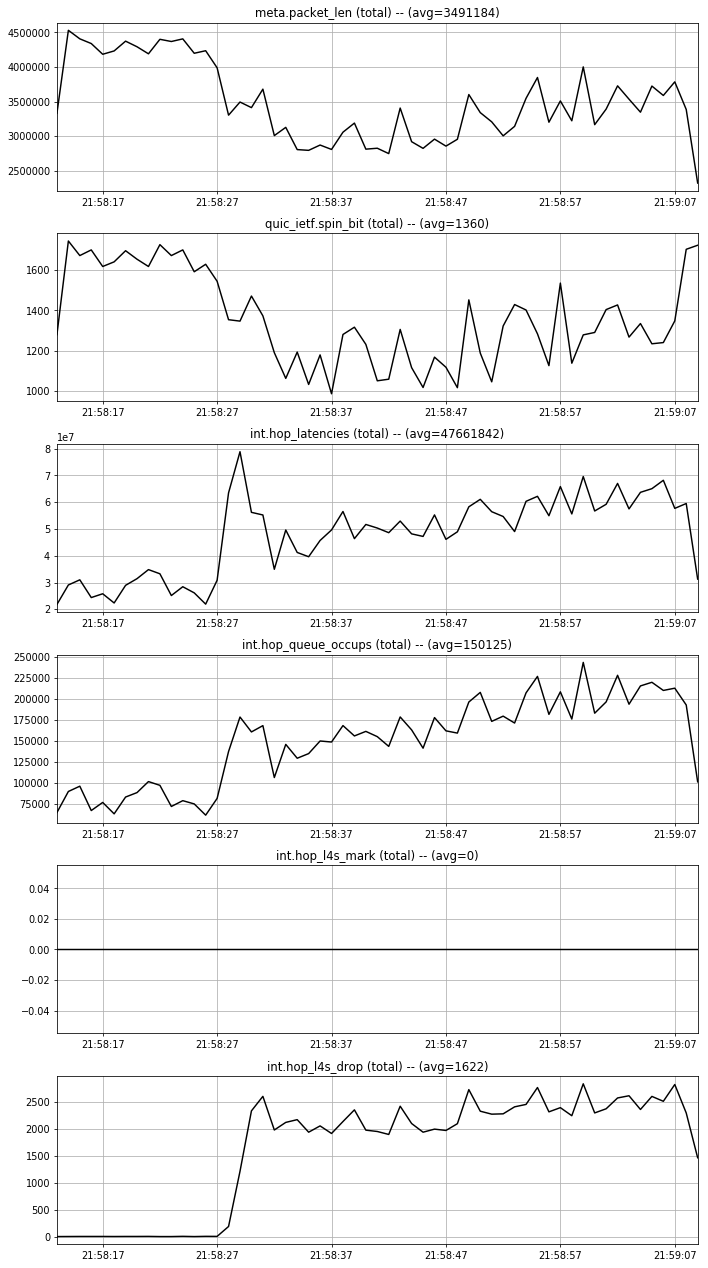 meta.packet_len (total) -- (avg=3491184)
4500000
4000000
3500000
3000000
2500000
21:58:17 21:58:27 21:58:37 21:58:47 21:58:57 21:59:07
quic_ietf.spin_bit (total) -- (avg=1360)
1600
1400
1200
1000
21:58:17 21:58:27 21:58:37 21:58:47 21:58:57 21:59:07
1e7
int.hop_latencies (total) -- (avg=47661842)
8
7
6
5
4
3
2
21:58:17 21:58:27 21:58:37 21:58:47 21:58:57 21:59:07
int.hop_queue_occups (total) -- (avg=150125)
250000
225000
200000
175000
150000
125000
100000
75000
21:58:17 21:58:27 21:58:37 21:58:47 21:58:57 21:59:07
int.hop_l4s_mark (total) -- (avg=0)
0.04
0.02
0.00
−0.02
−0.04
21:58:17 21:58:27 21:58:37 21:58:47 21:58:57 21:59:07
int.hop_l4s_drop (total) -- (avg=1622)
2500
2000
1500
1000
500
0
21:58:17 21:58:27 21:58:37 21:58:47 21:58:57 21:59:07